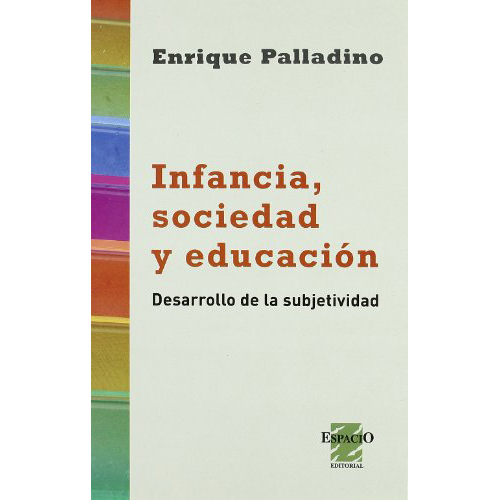 Enrique Palladino
Infancia,
sociedad
y educación
Desarrollo de la subjetividad
ESPACIO
EDITORIAL